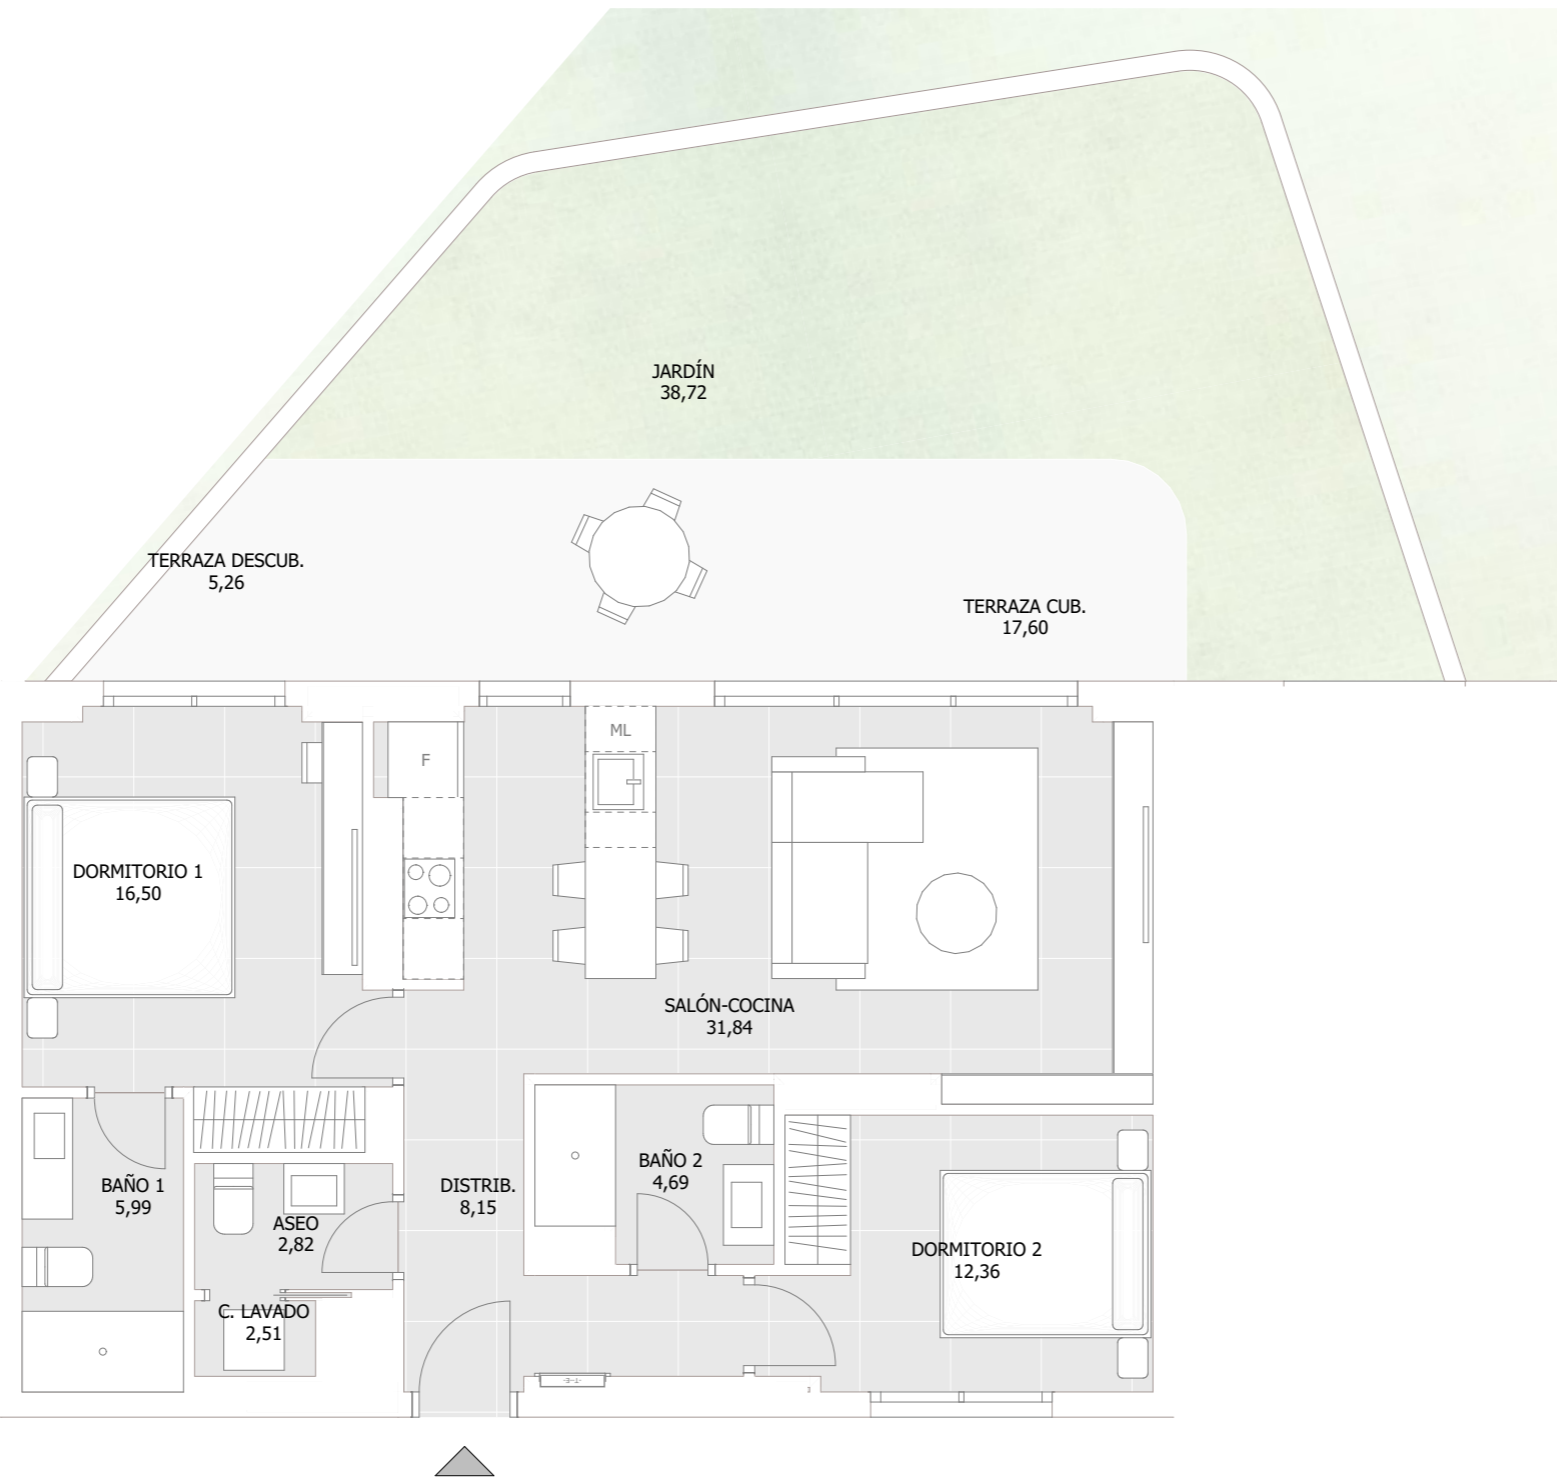 JARDÍN
38,72
TERRAZA DESCUB.
5,26
TERRAZA CUB.
17,60
ML
F
DORMITORIO 1
16,50
SALÓN-COCINA
31,84
BAÑO 1
5,99
ASEO
2,82
DISTRIB.
8,15
BAÑO 2
4,69
DORMITORIO 2
12,36
C. LAVADO
2,51